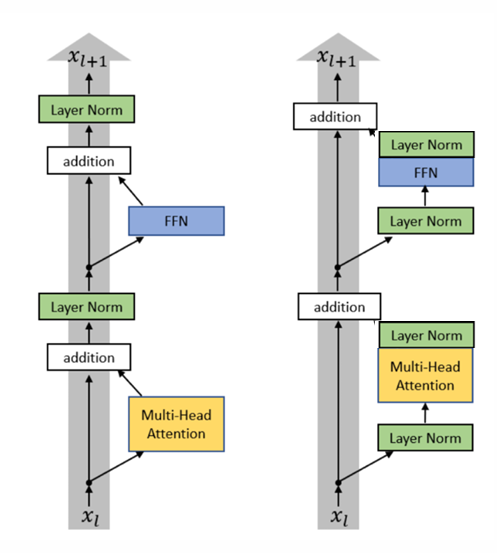 x_{l+1}
Layer Norm
addition
FFN
Layer Norm
addition
Multi-Head
Attention
x_l
x_{l+1}
addition
Layer Norm
FFN
Layer Norm
addition
Layer Norm
Multi-Head
Attention
Layer Norm
x_l